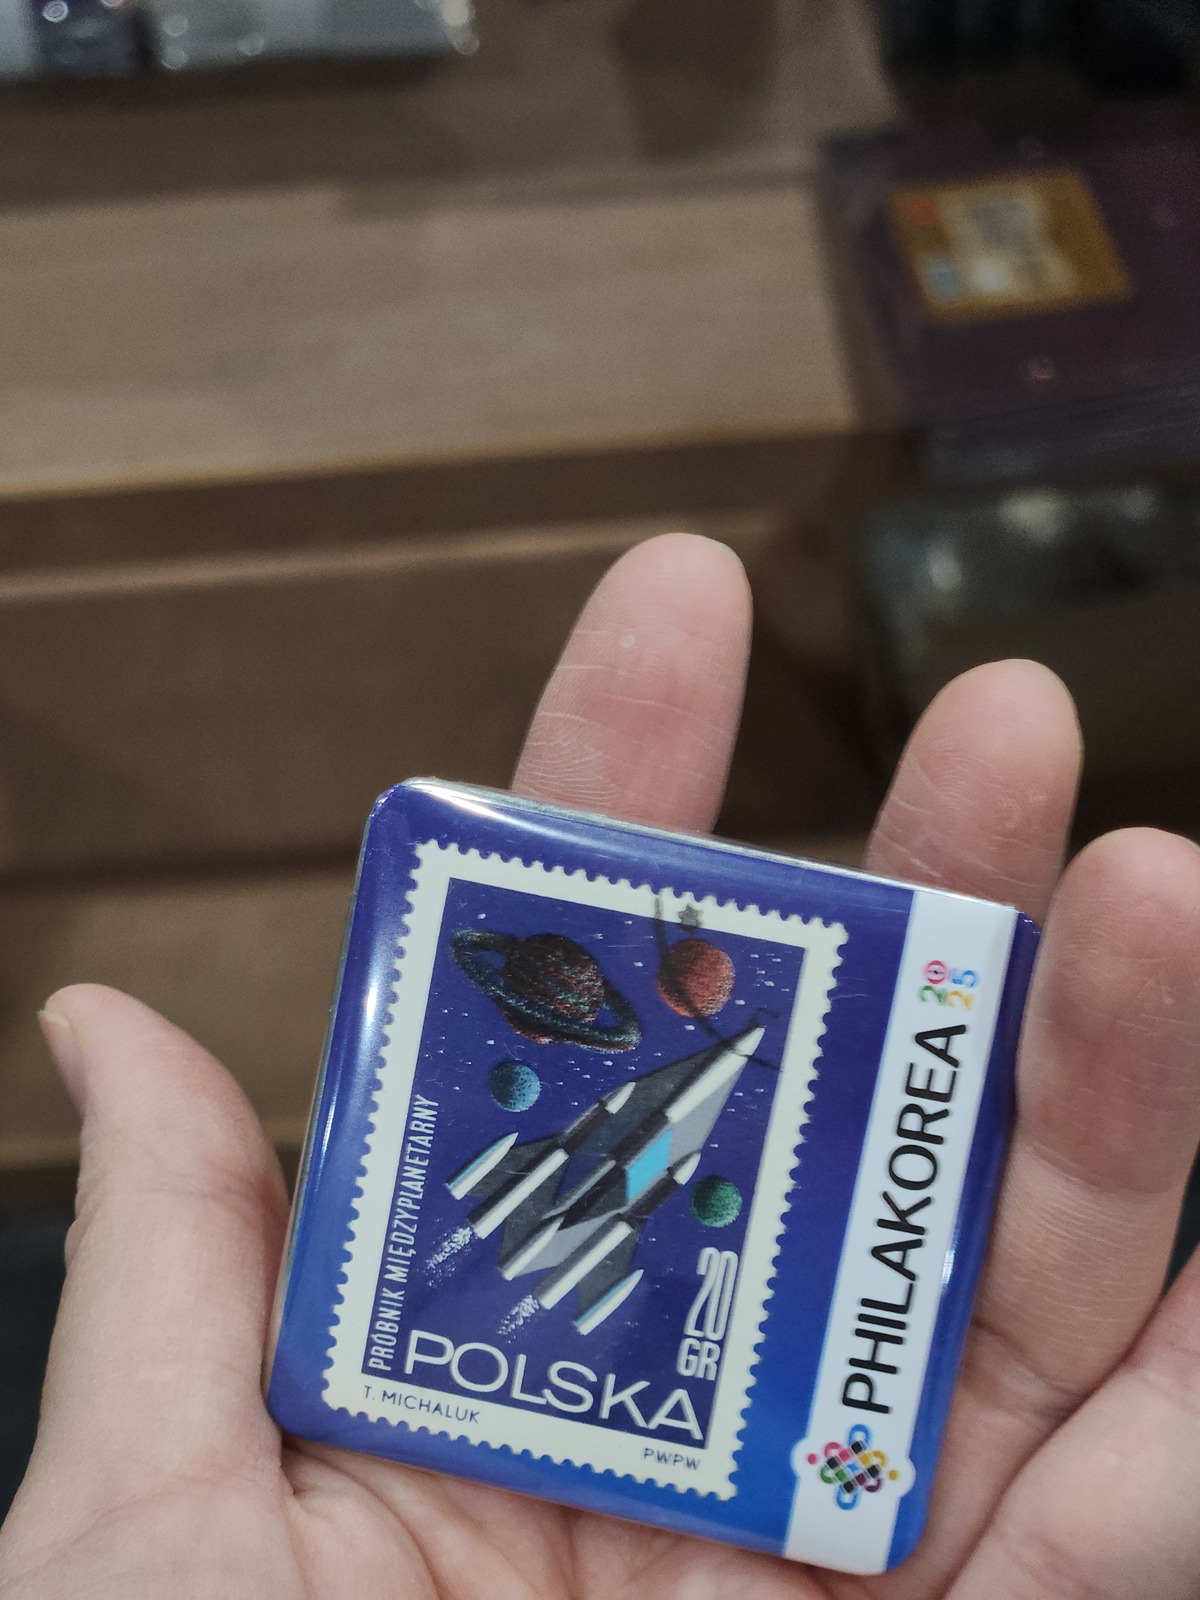 PRÓBNIK MIĘDZYPLANETARNY
20
GR
POLSKA
T. MICHALUK
PWPW
PHILAKOREA 2025